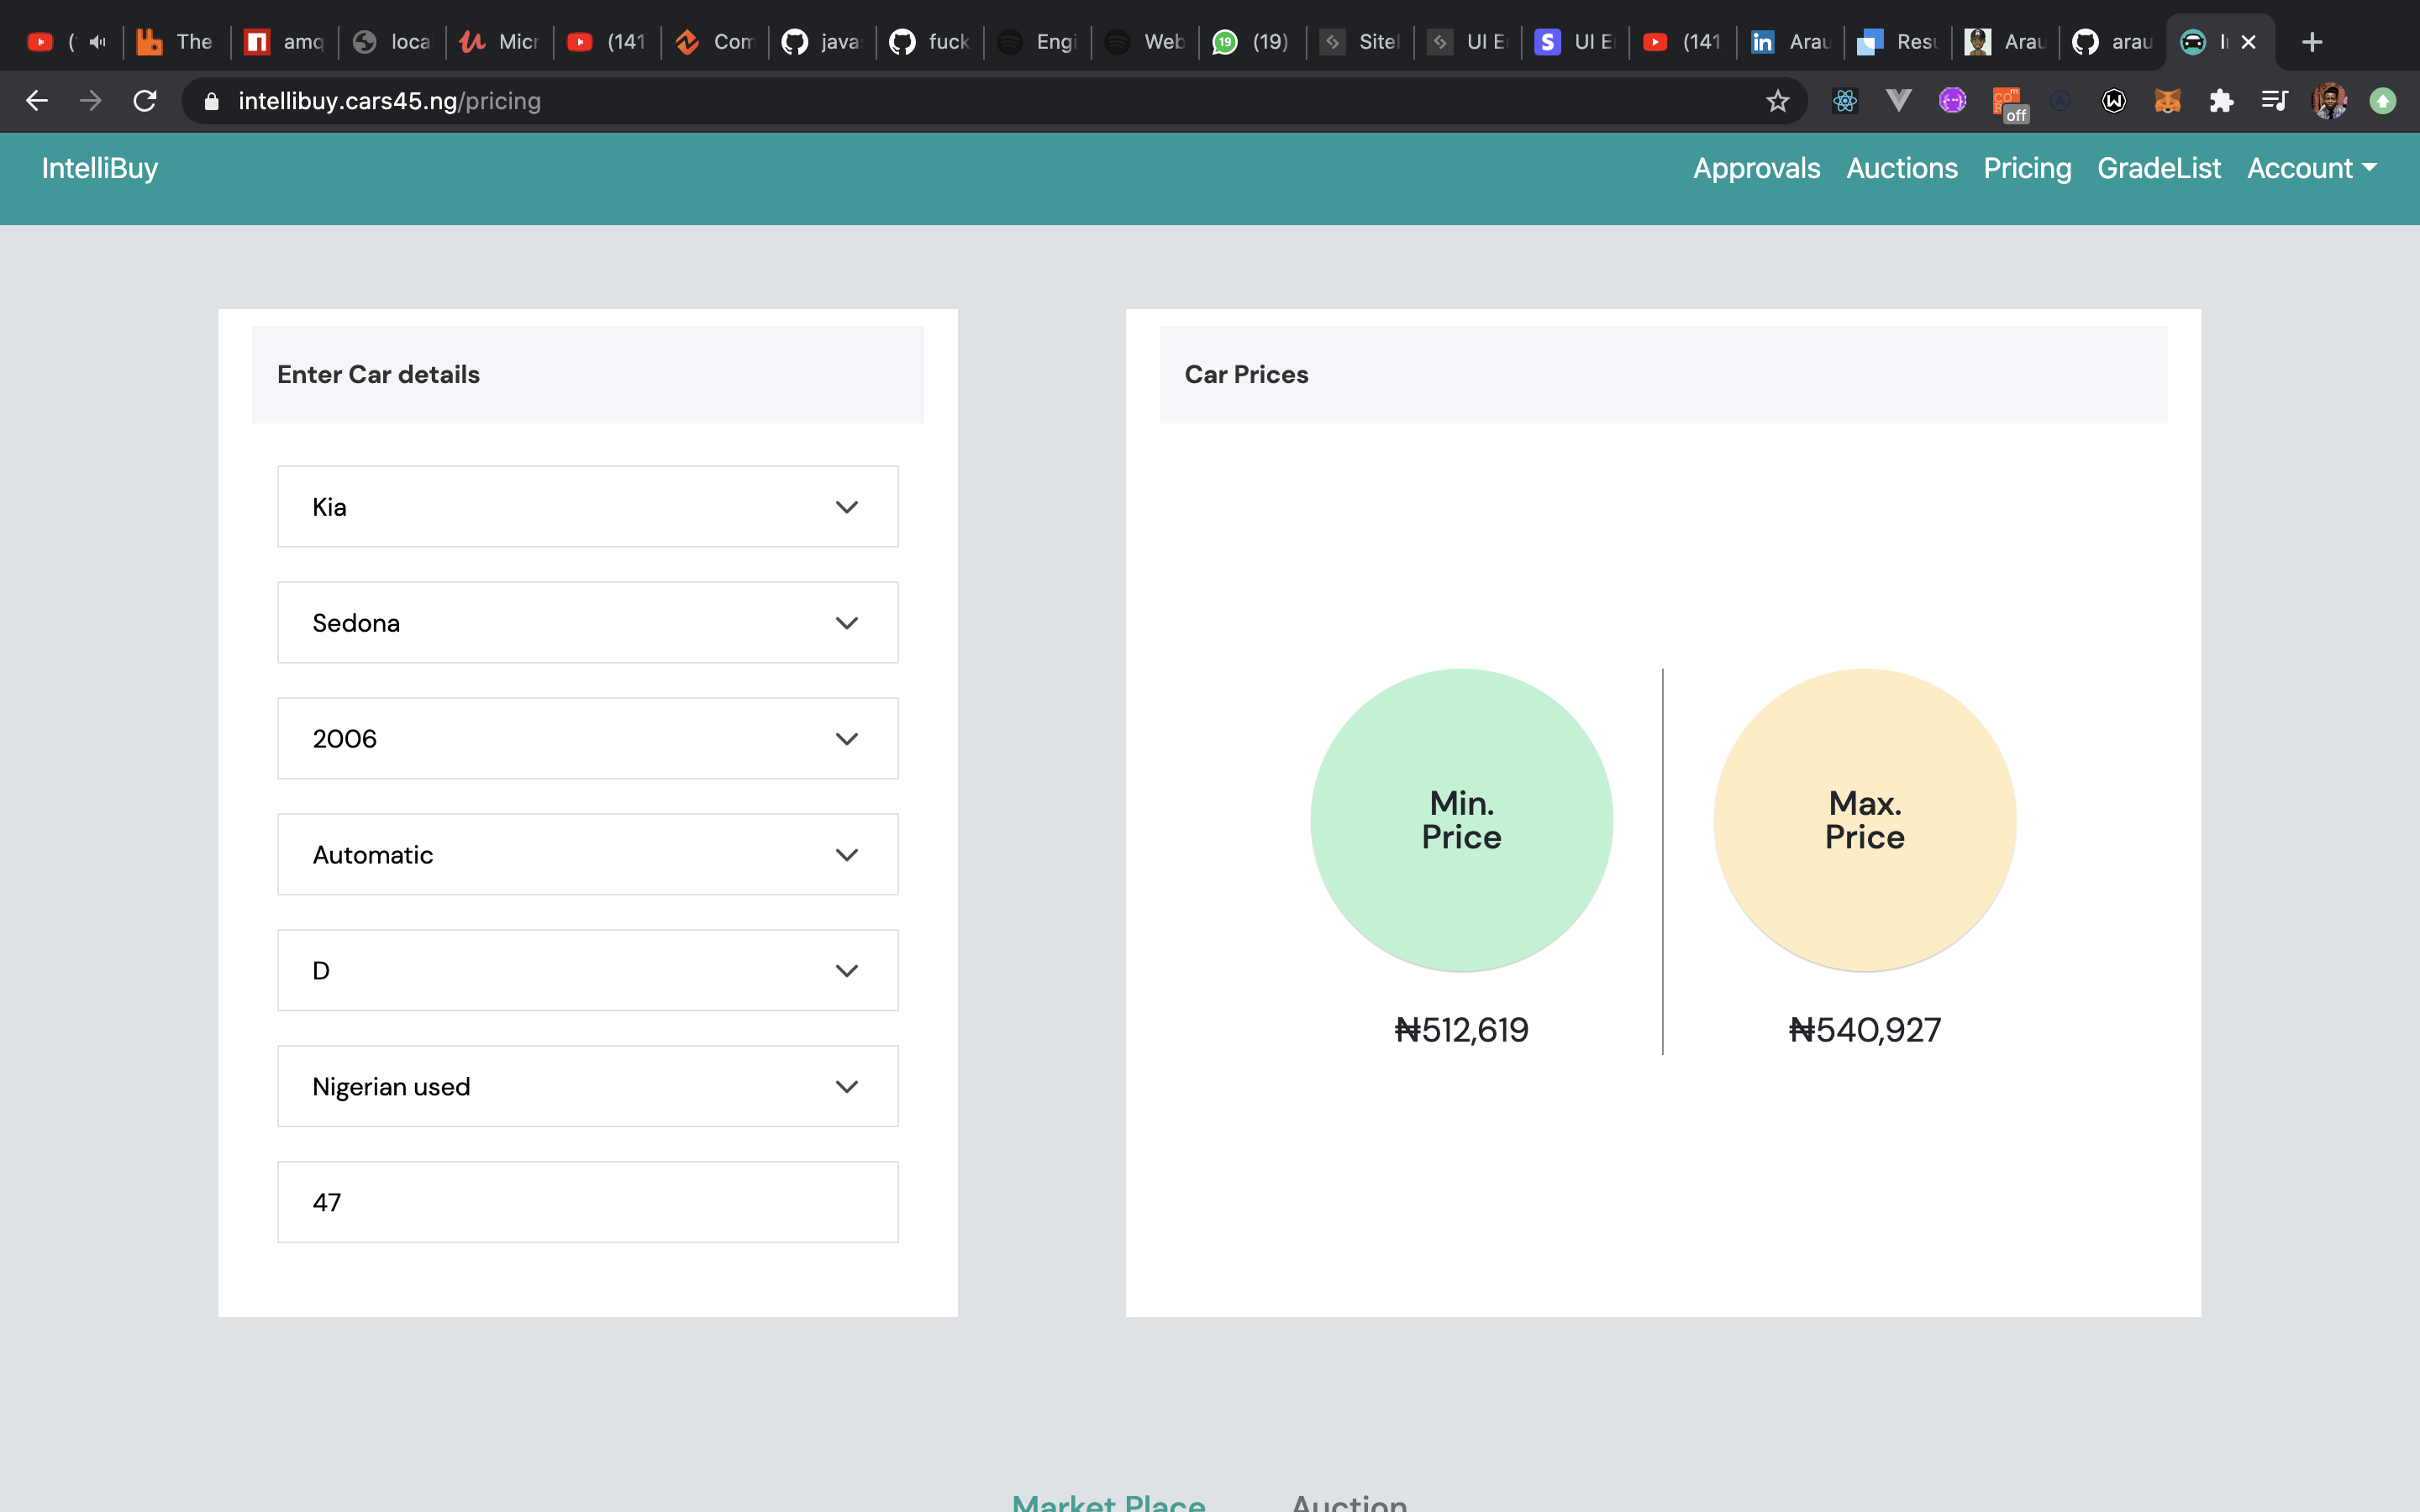 ( The amq loca Micr (141 Com java fuck Engi Web (19) Site UI E UI E (141 Arau Resu Arau arau
intellibuy.cars45.ng/pricing
off
IntelliBuy Approvals Auctions Pricing GradeList Account
Enter Car details
Kia
Sedona
2006
Automatic
D
Nigerian used
47
Car Prices
Min.
Price
₦512,619
Max.
Price
₦540,927
Market Place Auction